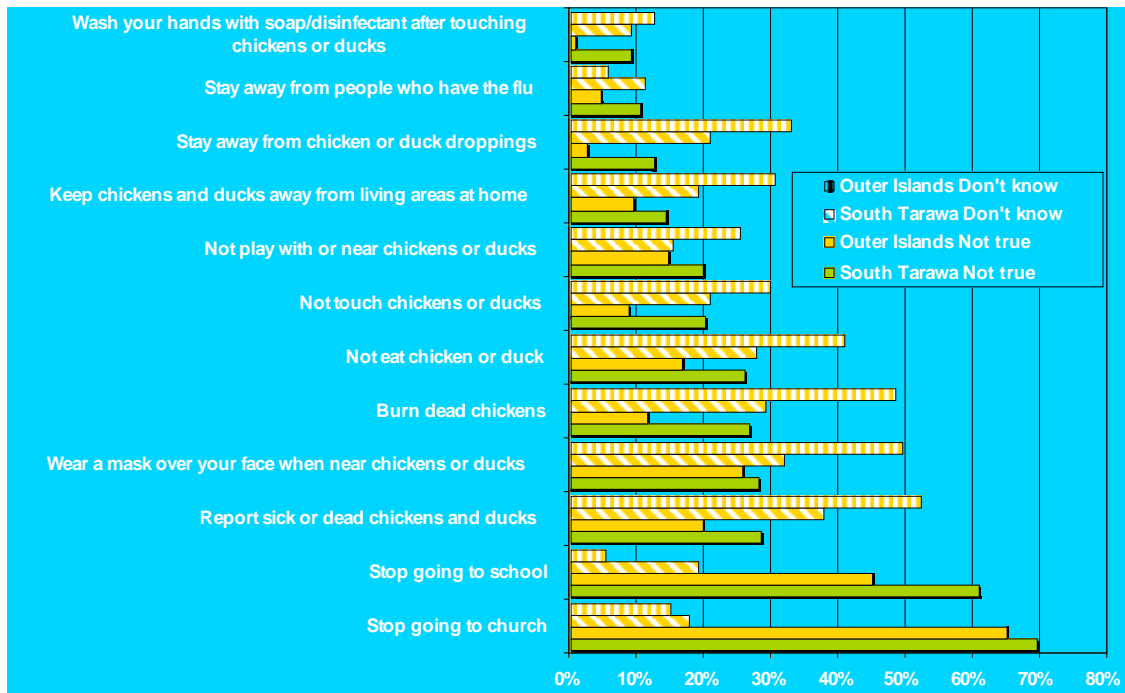 Wash your hands with soap/disinfectant after touching
chickens or ducks
Stay away from people who have the flu
Stay away from chicken or duck droppings
Keep chickens and ducks away from living areas at home
Not play with or near chickens or ducks
Not touch chickens or ducks
Not eat chicken or duck
Burn dead chickens
Wear a mask over your face when near chickens or ducks
Report sick or dead chickens and ducks
Stop going to school
Stop going to church
Outer Islands Don't know
South Tarawa Don't know
Outer Islands Not true
South Tarawa Not true
0% 10% 20% 30% 40% 50% 60% 70% 80%